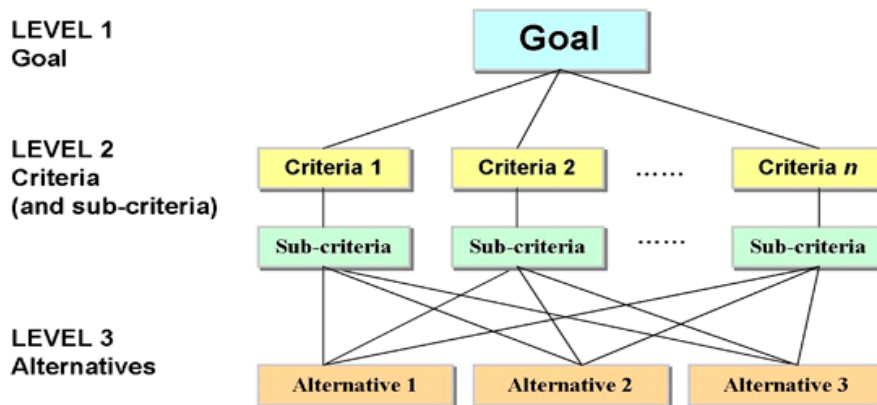 LEVEL 1
Goal
Goal
LEVEL 2
Criteria
(and sub-criteria)
Criteria 1
Criteria 2
......
Criteria n
Sub-criteria
Sub-criteria
......
Sub-criteria
LEVEL 3
Alternatives
Alternative 1
Alternative 2
Alternative 3